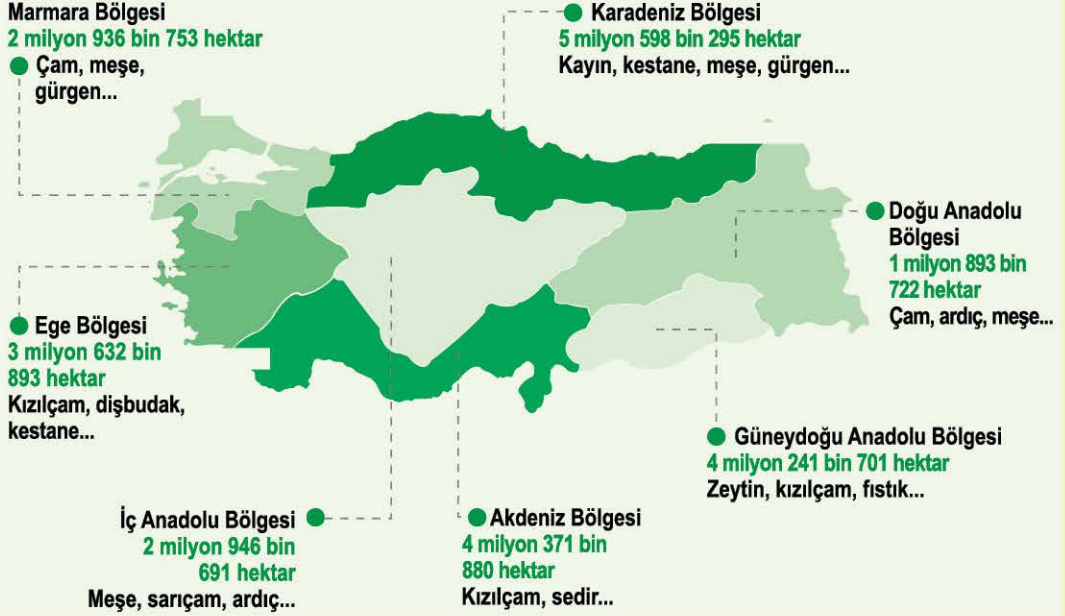 Marmara Bölgesi
2 milyon 936 bin 753 hektar
Çam, meşe,
gürgen...
Karadeniz Bölgesi
5 milyon 598 bin 295 hektar
Kayın, kestane, meşe, gürgen...
Doğu Anadolu
Bölgesi
1 milyon 893 bin
722 hektar
Çam, ardıç, meşe...
Ege Bölgesi
3 milyon 632 bin
893 hektar
Kızılçam, dişbudak,
kestane...
Güneydoğu Anadolu Bölgesi
4 milyon 241 bin 701 hektar
Zeytin, kızılçam, fıstık...
İç Anadolu Bölgesi
2 milyon 946 bin
691 hektar
Meşe, sarıçam, ardıç...
Akdeniz Bölgesi
4 milyon 371 bin
880 hektar
Kızılçam, sedir...